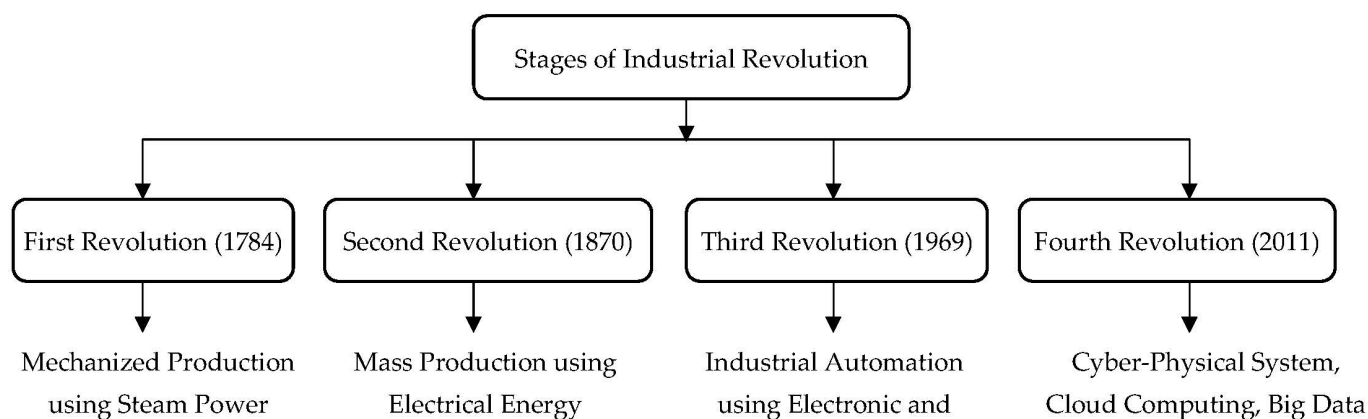 Stages of Industrial Revolution
First Revolution (1784)
Second Revolution (1870)
Third Revolution (1969)
Fourth Revolution (2011)
Mechanized Production
using Steam Power
Mass Production using
Electrical Energy
Industrial Automation
using Electronic and
Cyber-Physical System,
Cloud Computing, Big Data